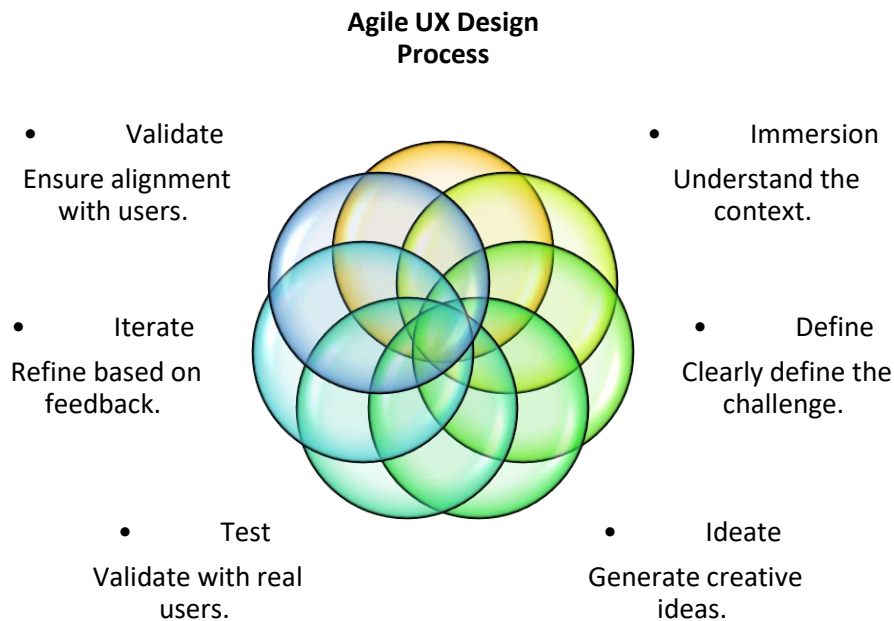 Agile UX Design
Process
• Immersion
Understand the
context.
• Define
Clearly define the
challenge.
• Ideate
Generate creative
ideas.
• Test
Validate with real
users.
• Iterate
Refine based on
feedback.
• Validate
Ensure alignment
with users.